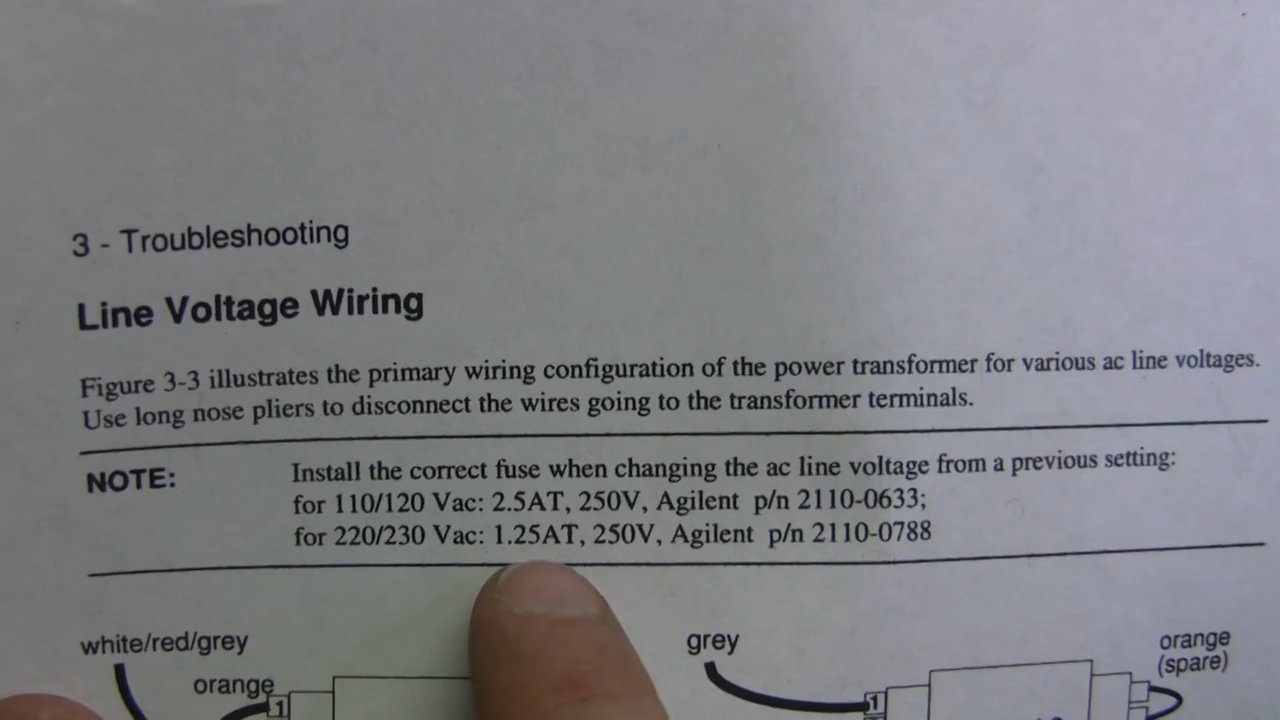 3 - Troubleshooting
Line Voltage Wiring
Figure 3-3 illustrates the primary wiring configuration of the power transformer for various ac line voltages.
Use long nose pliers to disconnect the wires going to the transformer terminals.
NOTE: Install the correct fuse when changing the ac line voltage from a previous setting:
for 110/120 Vac: 2.5AT, 250V, Agilent p/n 2110-0633;
for 220/230 Vac: 1.25AT, 250V, Agilent p/n 2110-0788
white/red/grey
orange
1
grey
1
orange
(spare)